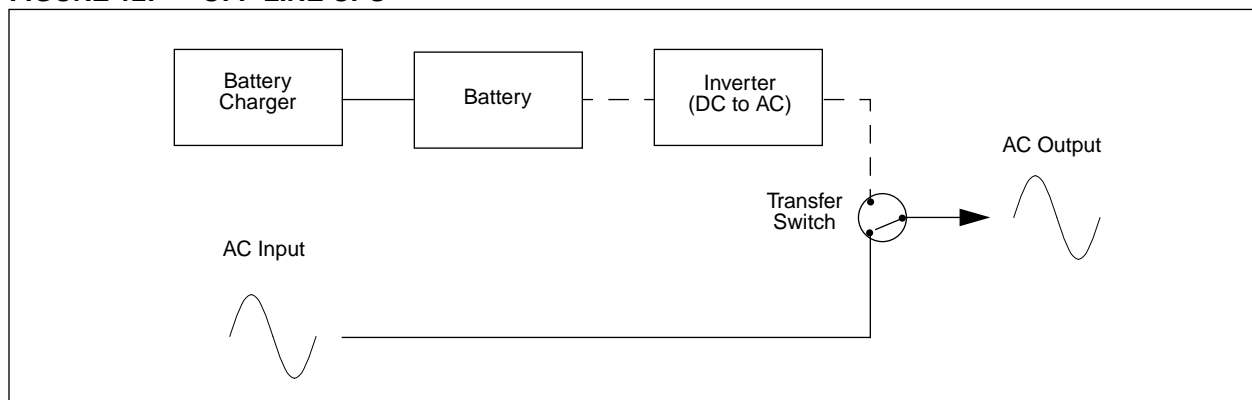 Battery
Charger
Battery
Inverter
(DC to AC)
AC Output
Transfer
Switch
AC Input